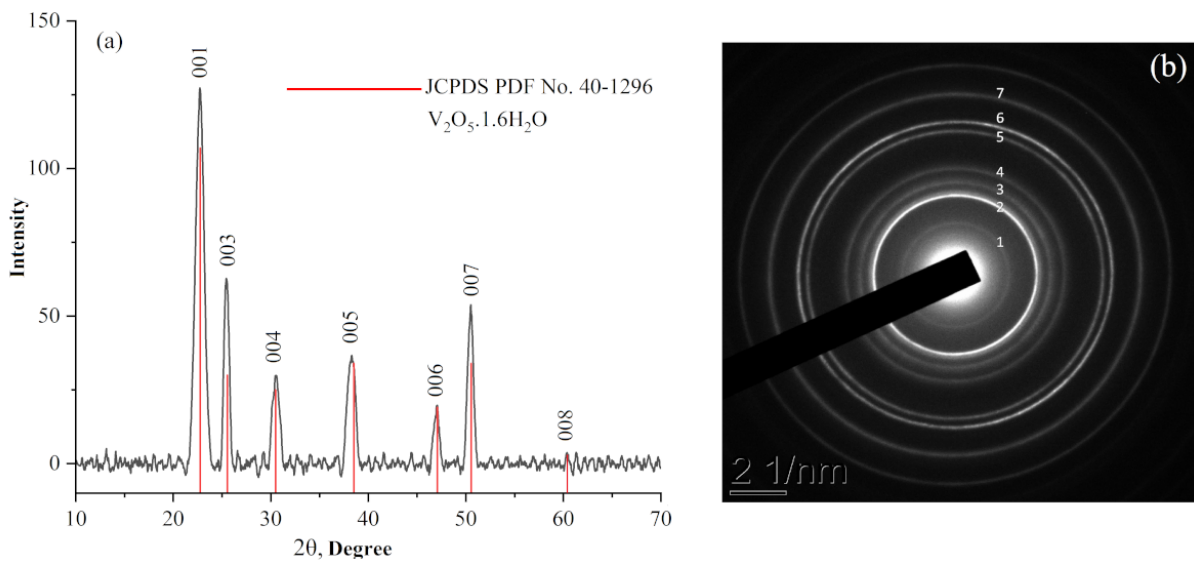 (a)
150
100
50
0
Intensity
001
003
004
005
006
007
008
JCPDS PDF No. 40-1296
V₂O₅.1.6H₂O
10 20 30 40 50 60 70
2θ, Degree
(b)
7
6
5
4
3
2
1
2 1/nm